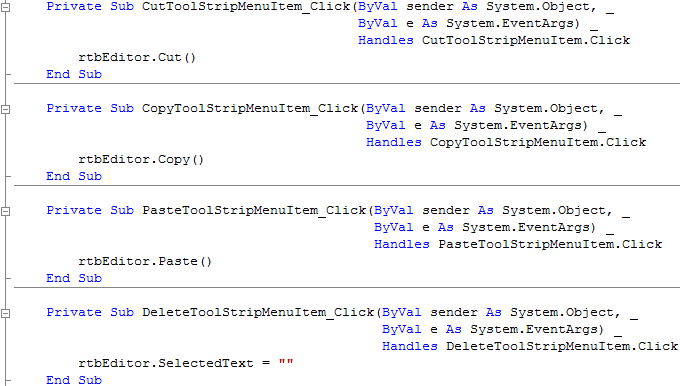 Private Sub CutToolStripMenuItem_Click(ByVal sender As System.Object, _
ByVal e As System.EventArgs) _
Handles CutToolStripMenuItem.Click
rtbEditor.Cut()
End Sub
Private Sub CopyToolStripMenuItem_Click(ByVal sender As System.Object, _
ByVal e As System.EventArgs) _
Handles CopyToolStripMenuItem.Click
rtbEditor.Copy()
End Sub
Private Sub PasteToolStripMenuItem_Click(ByVal sender As System.Object, _
ByVal e As System.EventArgs) _
Handles PasteToolStripMenuItem.Click
rtbEditor.Paste()
End Sub
Private Sub DeleteToolStripMenuItem_Click(ByVal sender As System.Object, _
ByVal e As System.EventArgs) _
Handles DeleteToolStripMenuItem.Click
rtbEditor.SelectedText = ""
End Sub